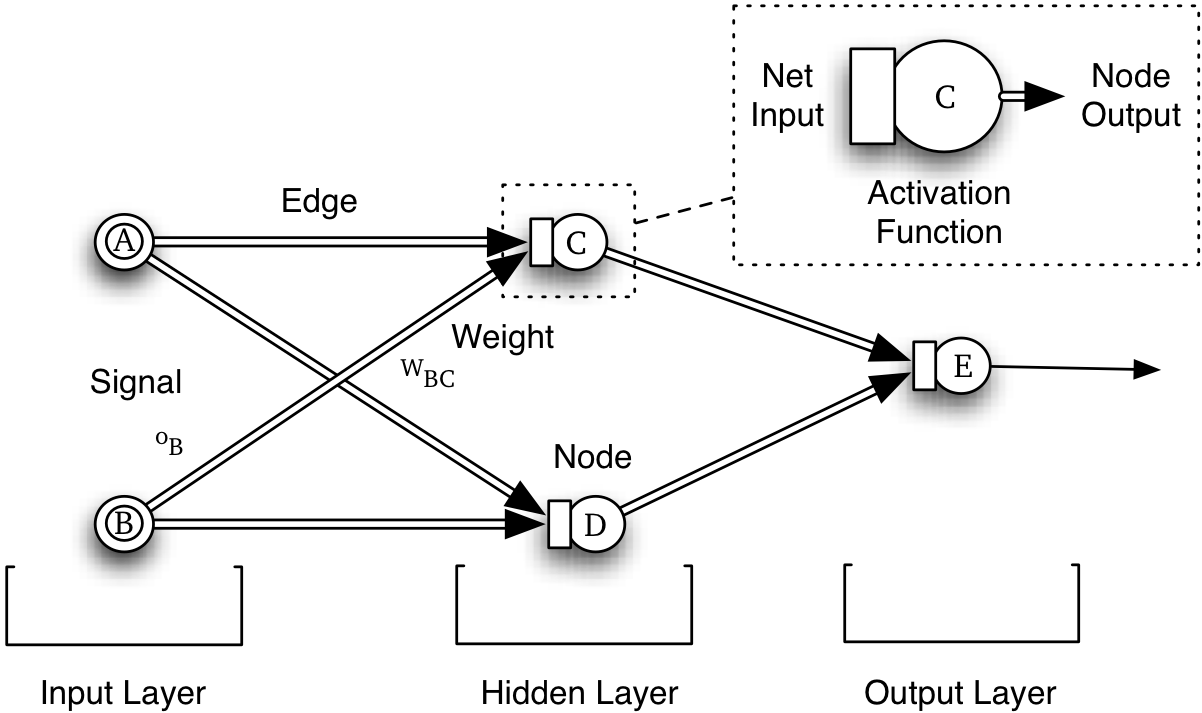 Net
Input
C
Node
Output
Activation
Function
Edge
A
C
Weight
W_BC
Signal
o_B
E
Node
B
D
Input Layer
Hidden Layer
Output Layer